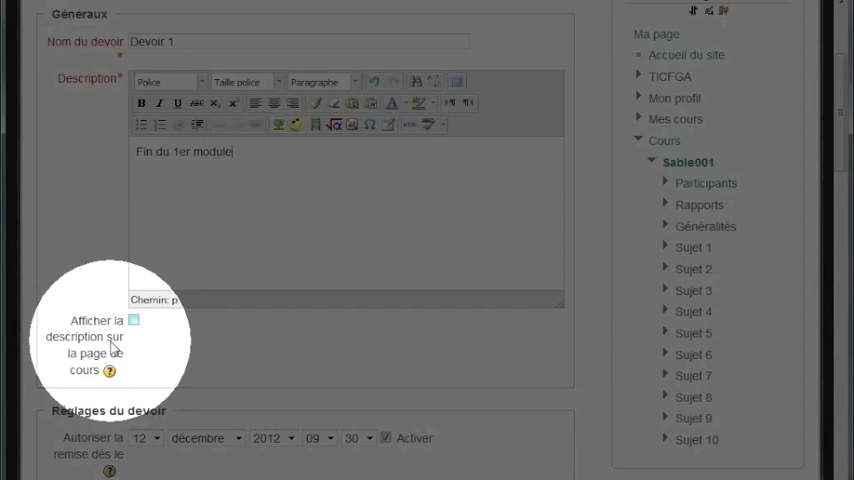 Généraux
Nom du devoir
*
Devoir 1
Description*
Police
Taille police
Paragraphe
B I U ABC
HTML
Fin du 1er module
Chemin: p
Afficher la
description sur
la page de
cours
Réglages du devoir
Autoriser la
remise dès le
12 décembre 2012 09 30 Activer
Ma page
Accueil du site
TICFGA
Mon profil
Mes cours
Cours
Sable001
Participants
Rapports
Généralités
Sujet 1
Sujet 2
Sujet 3
Sujet 4
Sujet 5
Sujet 6
Sujet 7
Sujet 8
Sujet 9
Sujet 10